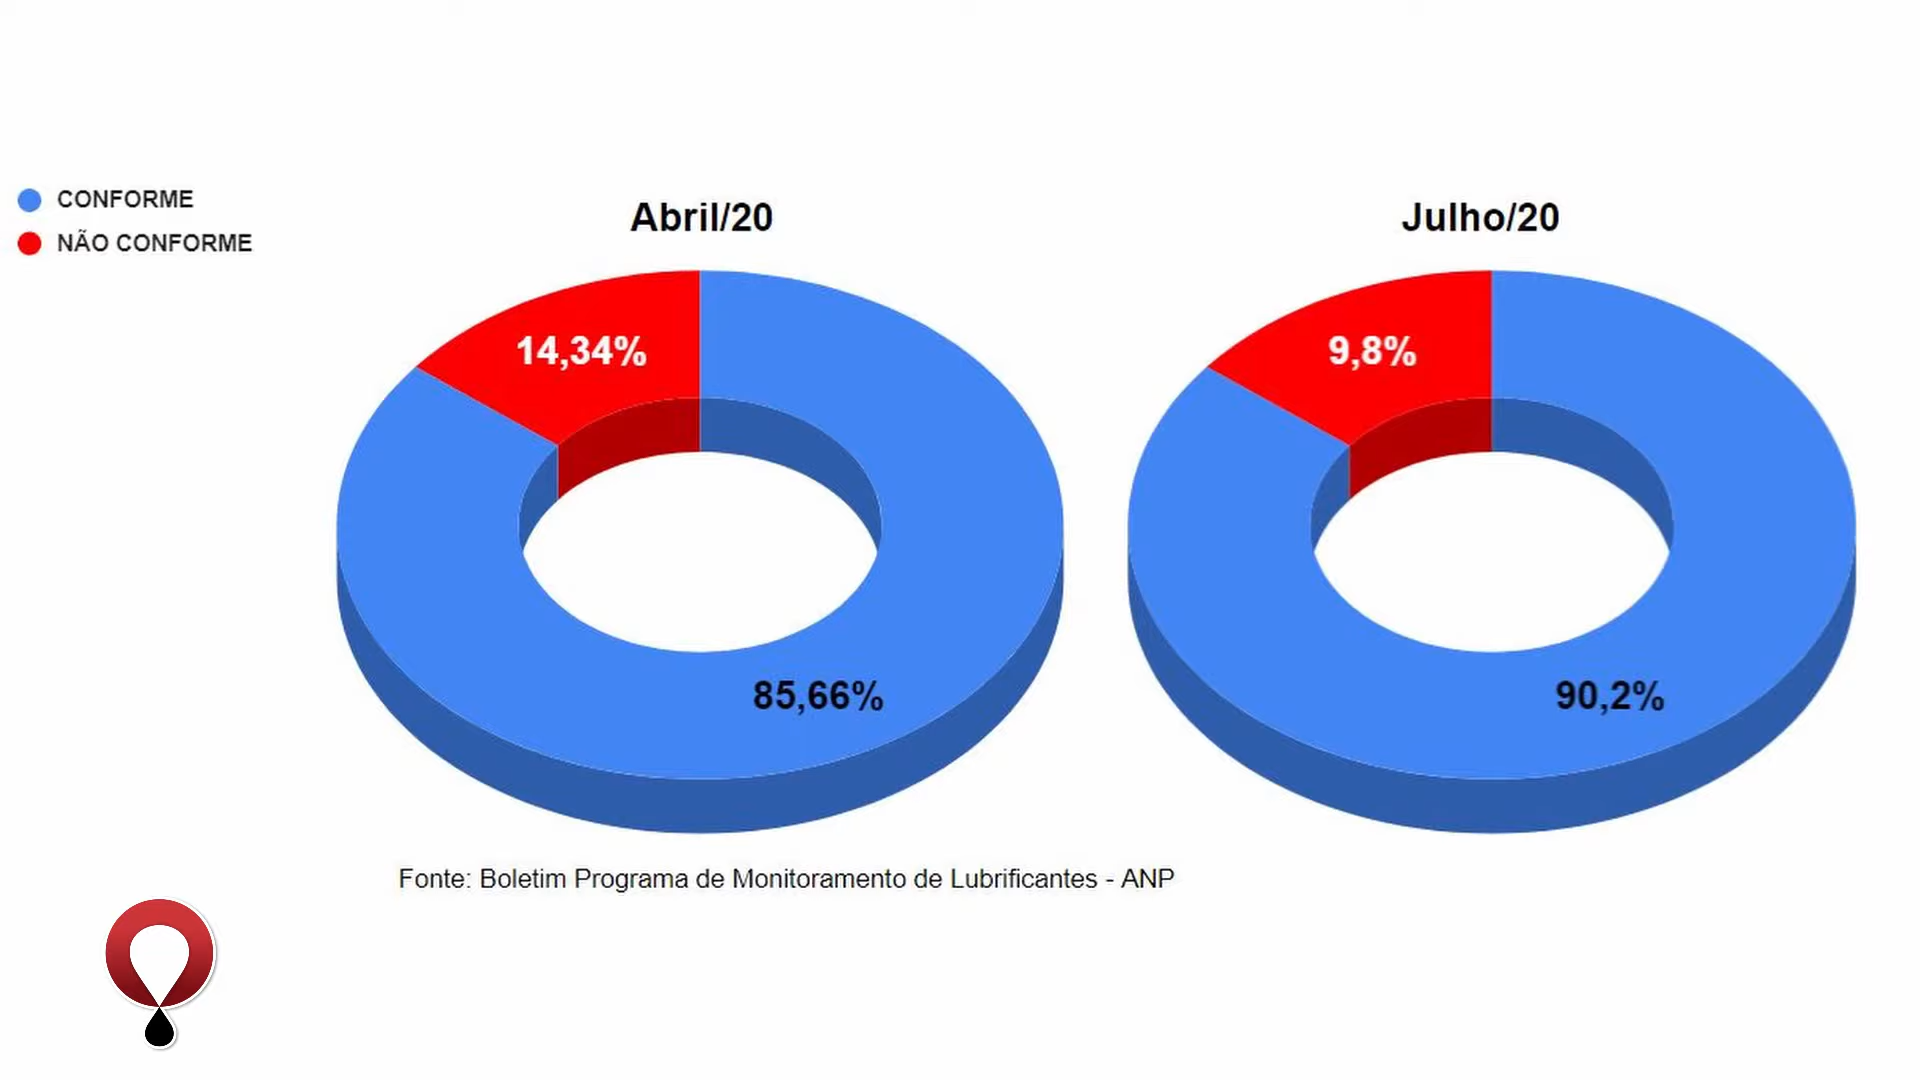 CONFORME
NÃO CONFORME
Abril/20
14,34%
85,66%
Julho/20
9,8%
90,2%
Fonte: Boletim Programa de Monitoramento de Lubrificantes - ANP